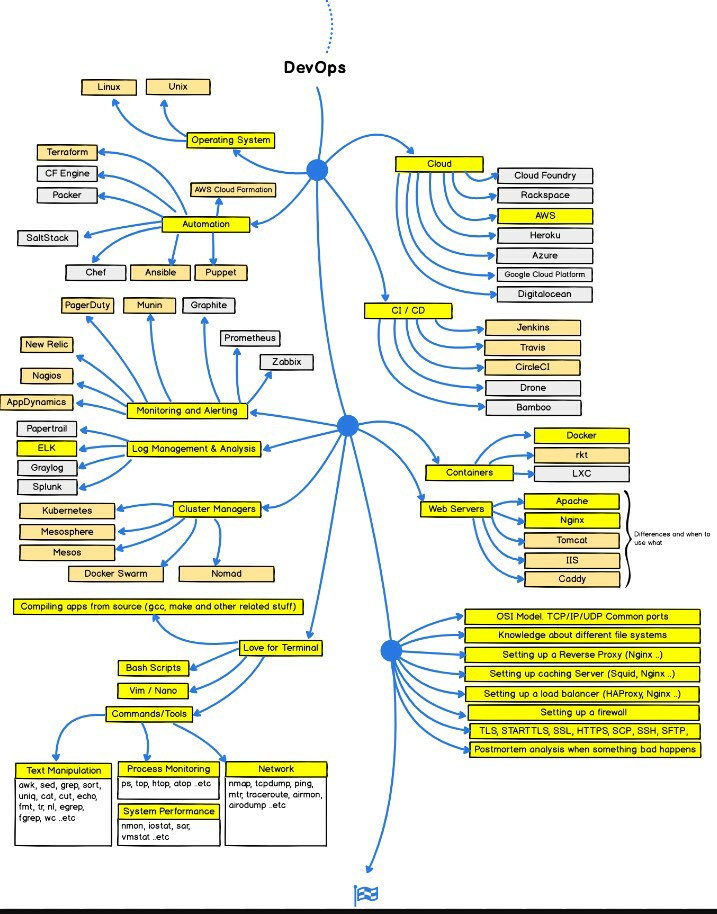 DevOps
Linux
Unix
Operating System
Terraform
CF Engine
Packer
AWS Cloud Formation
Automation
SaltStack
Chef
Ansible
Puppet
Cloud
Cloud Foundry
Rackspace
AWS
Heroku
Azure
Google Cloud Platform
Digitalocean
CI / CD
Jenkins
Travis
CircleCI
Drone
Bamboo
PagerDuty
Munin
Graphite
New Relic
Prometheus
Zabbix
Nagios
AppDynamics
Monitoring and Alerting
Papertrail
ELK
Graylog
Splunk
Log Management & Analysis
Containers
Docker
rkt
LXC
Web Servers
Apache
Nginx
Tomcat
IIS
Caddy
Differences and when to
use what
Cluster Managers
Kubernetes
Mesosphere
Mesos
Docker Swarm
Nomad
Compiling apps from source (gcc, make and other related stuff)
Love for Terminal
Bash Scripts
Vim / Nano
Commands/Tools
OSI Model. TCP/IP/UDP Common ports
Knowledge about different file systems
Setting up a Reverse Proxy (Nginx ..)
Setting up caching Server (Squid, Nginx ..)
Setting up a load balancer (HAProxy, Nginx ..)
Setting up a firewall
TLS, STARTTLS, SSL, HTTPS, SCP, SSH, SFTP,
Postmortem analysis when something bad happens
Text Manipulation
awk, sed, grep, sort,
uniq, cat, cut, echo,
fmt, tr, nl, egrep,
fgrep, wc ..etc
Process Monitoring
ps, top, htop, atop ..etc
System Performance
nmon, iostat, sar,
vmstat ..etc
Network
nmap, tcpdump, ping,
mtr, traceroute, airmon,
airodump ..etc